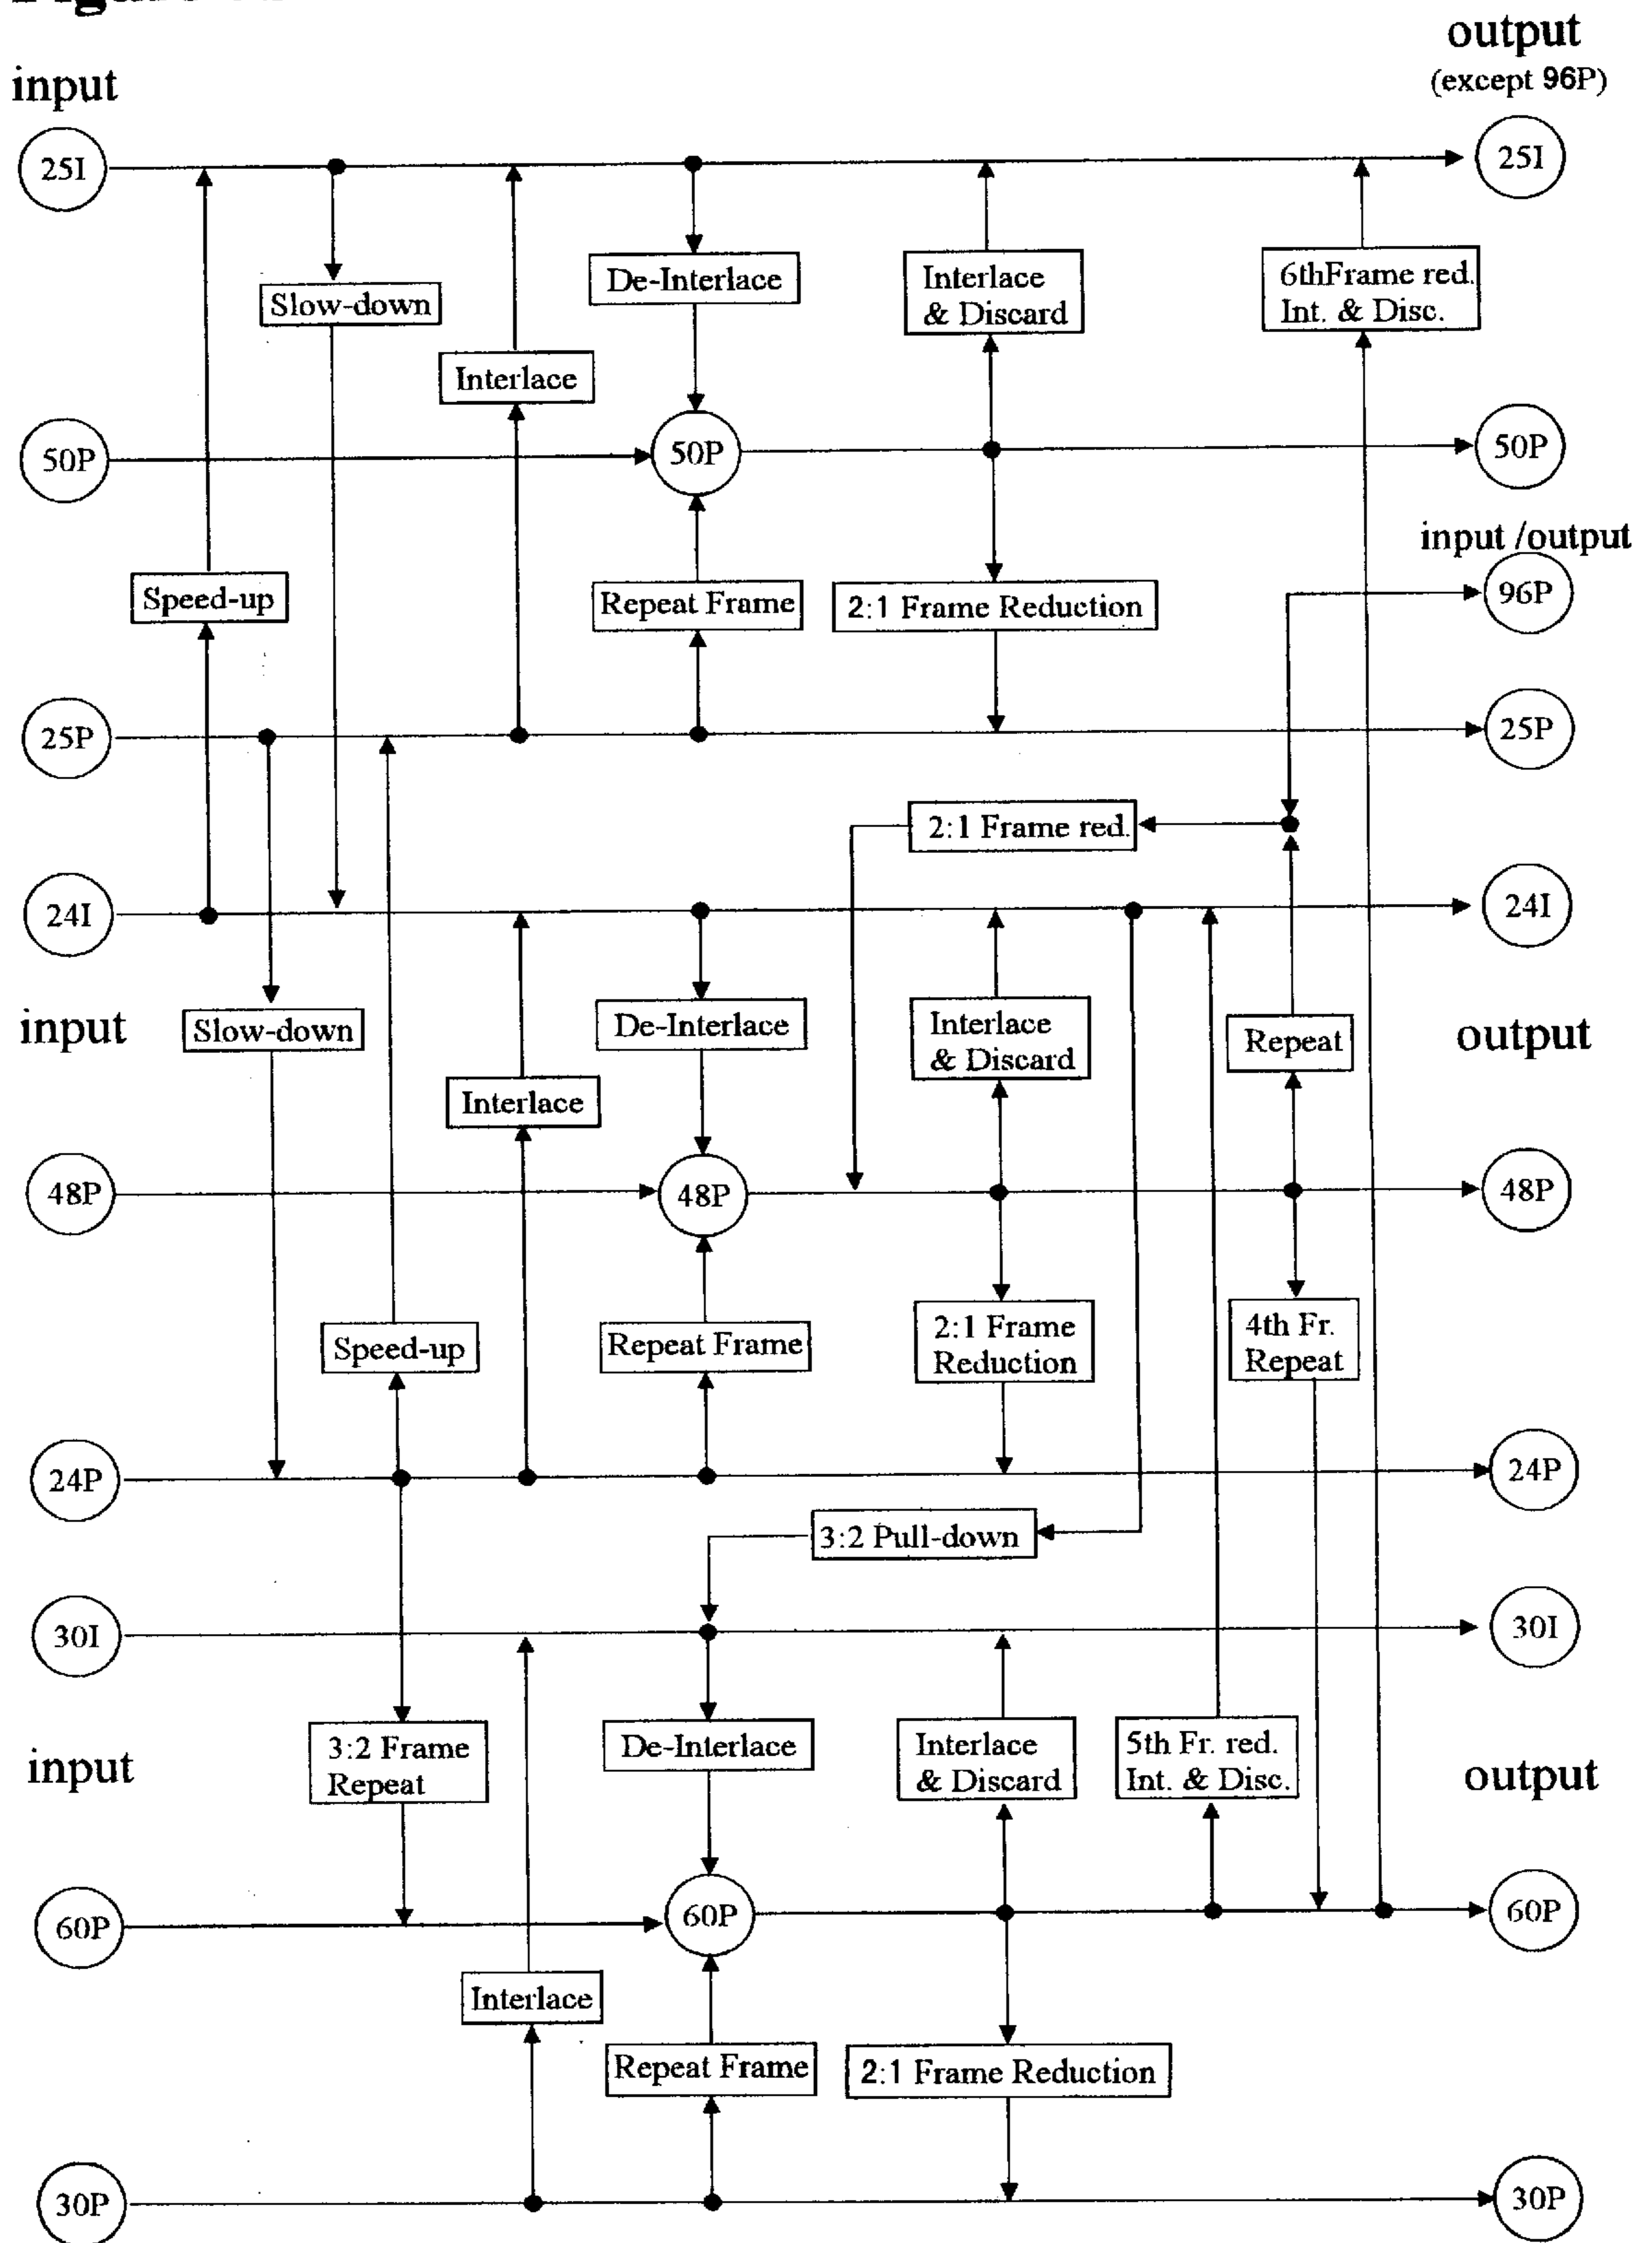 output
input
(except 96P)
25I
25I
De-Interlace
Interlace
& Discard
6thFrame red.
Int. & Disc.
Slow-down
Interlace
50P
50P
50P
input /output
96P
Speed-up
Repeat Frame
2:1 Frame Reduction
25P
25P
2:1 Frame red.
24I
24I
input
Slow-down
De-Interlace
Interlace
& Discard
Repeat
output
Interlace
48P
48P
48P
Speed-up
Repeat Frame
2:1 Frame
Reduction
4th Fr.
Repeat
24P
24P
3:2 Pull-down
30I
30I
input
3:2 Frame
Repeat
De-Interlace
Interlace
& Discard
5th Fr. red.
Int. & Disc.
output
60P
60P
60P
Interlace
Repeat Frame
2:1 Frame Reduction
30P
30P